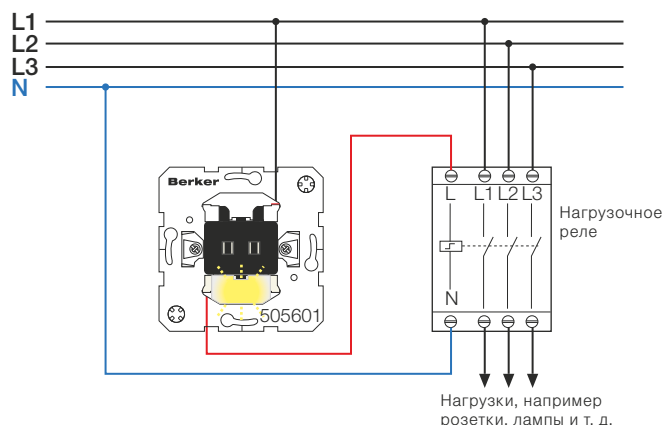 L1
L2
L3
N
Berker
505601
L L1 L2 L3
N
Нагрузочное
реле
Нагрузки, например
розетки, лампы и т. д.